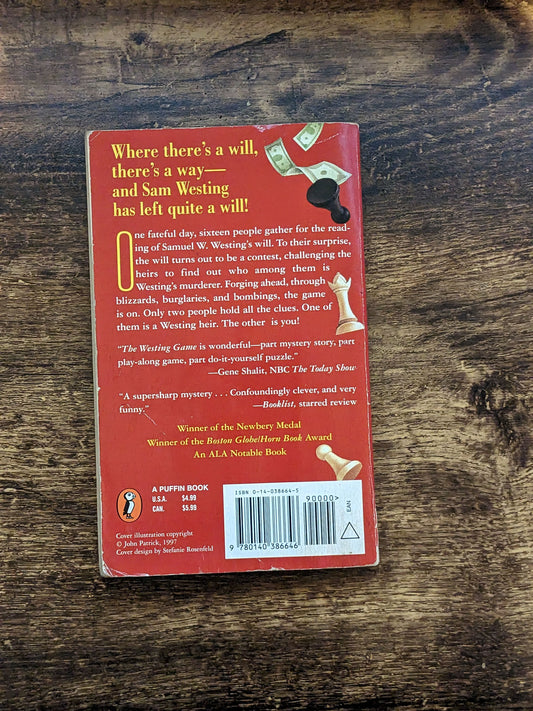 Where there's a will,
there's a way—
and Sam Westing
has left quite a will!
One fateful day, sixteen people gather for the read-
ing of Samuel W. Westing's will. To their surprise,
the will turns out to be a contest, challenging the
heirs to find out who among them is
Westing's murderer. Forging ahead, through
blizzards, burglaries, and bombings, the game
is on. Only two people hold all the clues. One of
them is a Westing heir. The other is you!
"The Westing Game is wonderful—part mystery story, part
play-along game, part do-it-yourself puzzle."
—Gene Shalit, NBC The Today Show
"A supersharp mystery . . . Confoundingly clever, and very
funny."
—Booklist, starred review
Winner of the Newbery Medal
Winner of the Boston Globe/Horn Book Award
An ALA Notable Book
A PUFFIN BOOK
U.S.A. $4.99
CAN. $5.99
Cover illustration copyright
© John Patrick, 1997
Cover design by Stefanie Rosenfeld
ISBN 0-14-038664-5
90000>
9 780140 386646
EAN